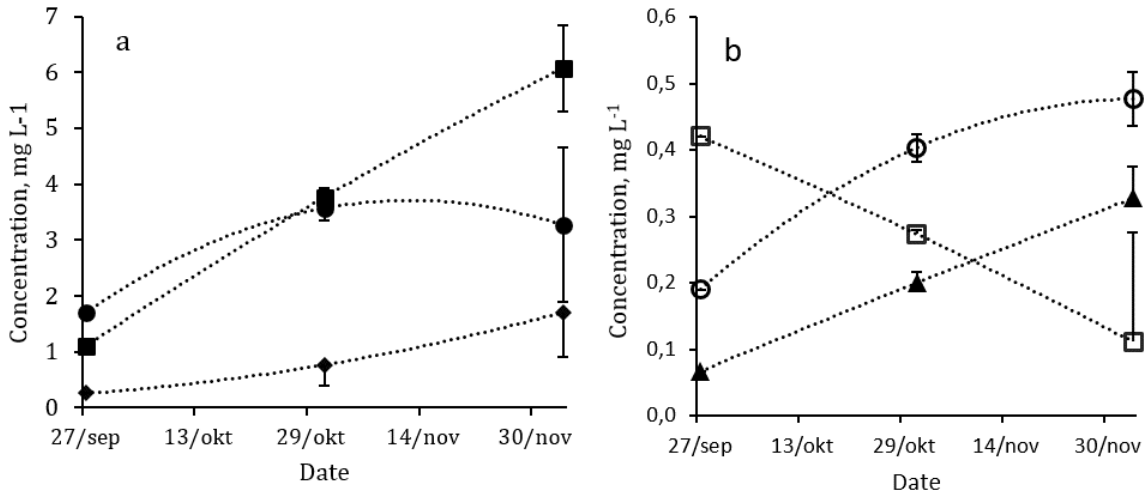 a
7
6
5
4
3
2
1
0
Concentration, mg L-1
27/sep 13/okt 29/okt 14/nov 30/nov
Date
b
0,6
0,5
0,4
0,3
0,2
0,1
0,0
Concentration, mg L-1
27/sep 13/okt 29/okt 14/nov 30/nov
Date